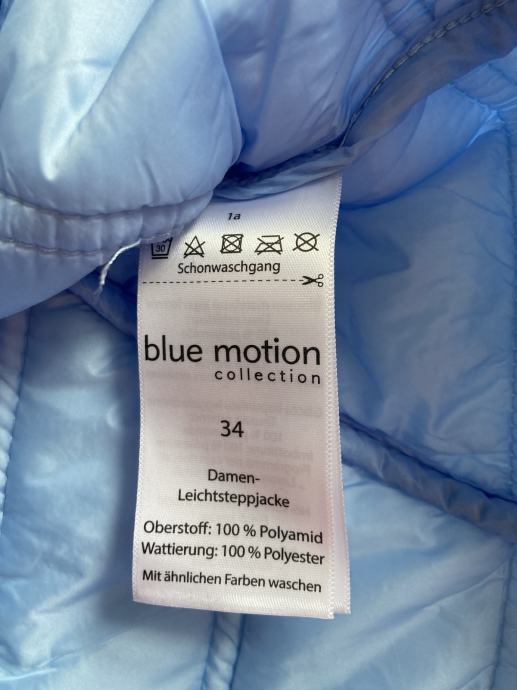 1a
30
Schonwaschgang
blue motion
collection
34
Damen-
Leichtsteppjacke
Oberstoff: 100 % Polyamid
Wattierung: 100 % Polyester
Mit ähnlichen Farben waschen